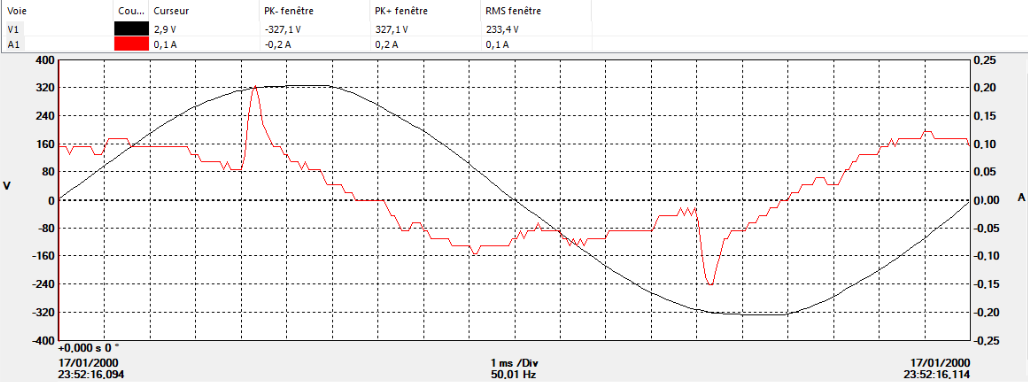 Voie Cou... Curseur PK- fenêtre PK+ fenêtre RMS fenêtre
V1 2,9 V -327,1 V 327,1 V 233,4 V
A1 0,1 A -0,2 A 0,2 A 0,1 A
400 0,25
320 0,20
240 0,15
160 0,10
80 0,05
V 0 0,00 A
-80 -0,05
-160 -0,10
-240 -0,15
-320 -0,20
-400 -0,25
+0,000 s 0 °
17/01/2000 1 ms /Div 17/01/2000
23:52:16,094 50,01 Hz 23:52:16,114